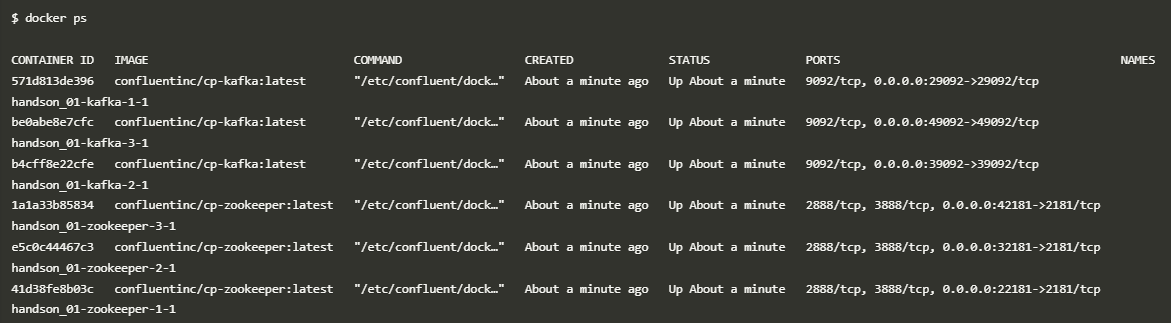 $ docker ps
CONTAINER ID   IMAGE                              COMMAND                  CREATED              STATUS              PORTS                                        NAMES
571d813de396   confluentinc/cp-kafka:latest       "/etc/confluent/dock…"   About a minute ago   Up About a minute   9092/tcp, 0.0.0.0:29092->29092/tcp
handson_01-kafka-1-1
be0abe8e7cfc   confluentinc/cp-kafka:latest       "/etc/confluent/dock…"   About a minute ago   Up About a minute   9092/tcp, 0.0.0.0:49092->49092/tcp
handson_01-kafka-3-1
b4cff8e22cfe   confluentinc/cp-kafka:latest       "/etc/confluent/dock…"   About a minute ago   Up About a minute   9092/tcp, 0.0.0.0:39092->39092/tcp
handson_01-kafka-2-1
1a1a33b85834   confluentinc/cp-zookeeper:latest   "/etc/confluent/dock…"   About a minute ago   Up About a minute   2888/tcp, 3888/tcp, 0.0.0.0:42181->2181/tcp
handson_01-zookeeper-3-1
e5c0c44467c3   confluentinc/cp-zookeeper:latest   "/etc/confluent/dock…"   About a minute ago   Up About a minute   2888/tcp, 3888/tcp, 0.0.0.0:32181->2181/tcp
handson_01-zookeeper-2-1
41d38fe8b03c   confluentinc/cp-zookeeper:latest   "/etc/confluent/dock…"   About a minute ago   Up About a minute   2888/tcp, 3888/tcp, 0.0.0.0:22181->2181/tcp
handson_01-zookeeper-1-1